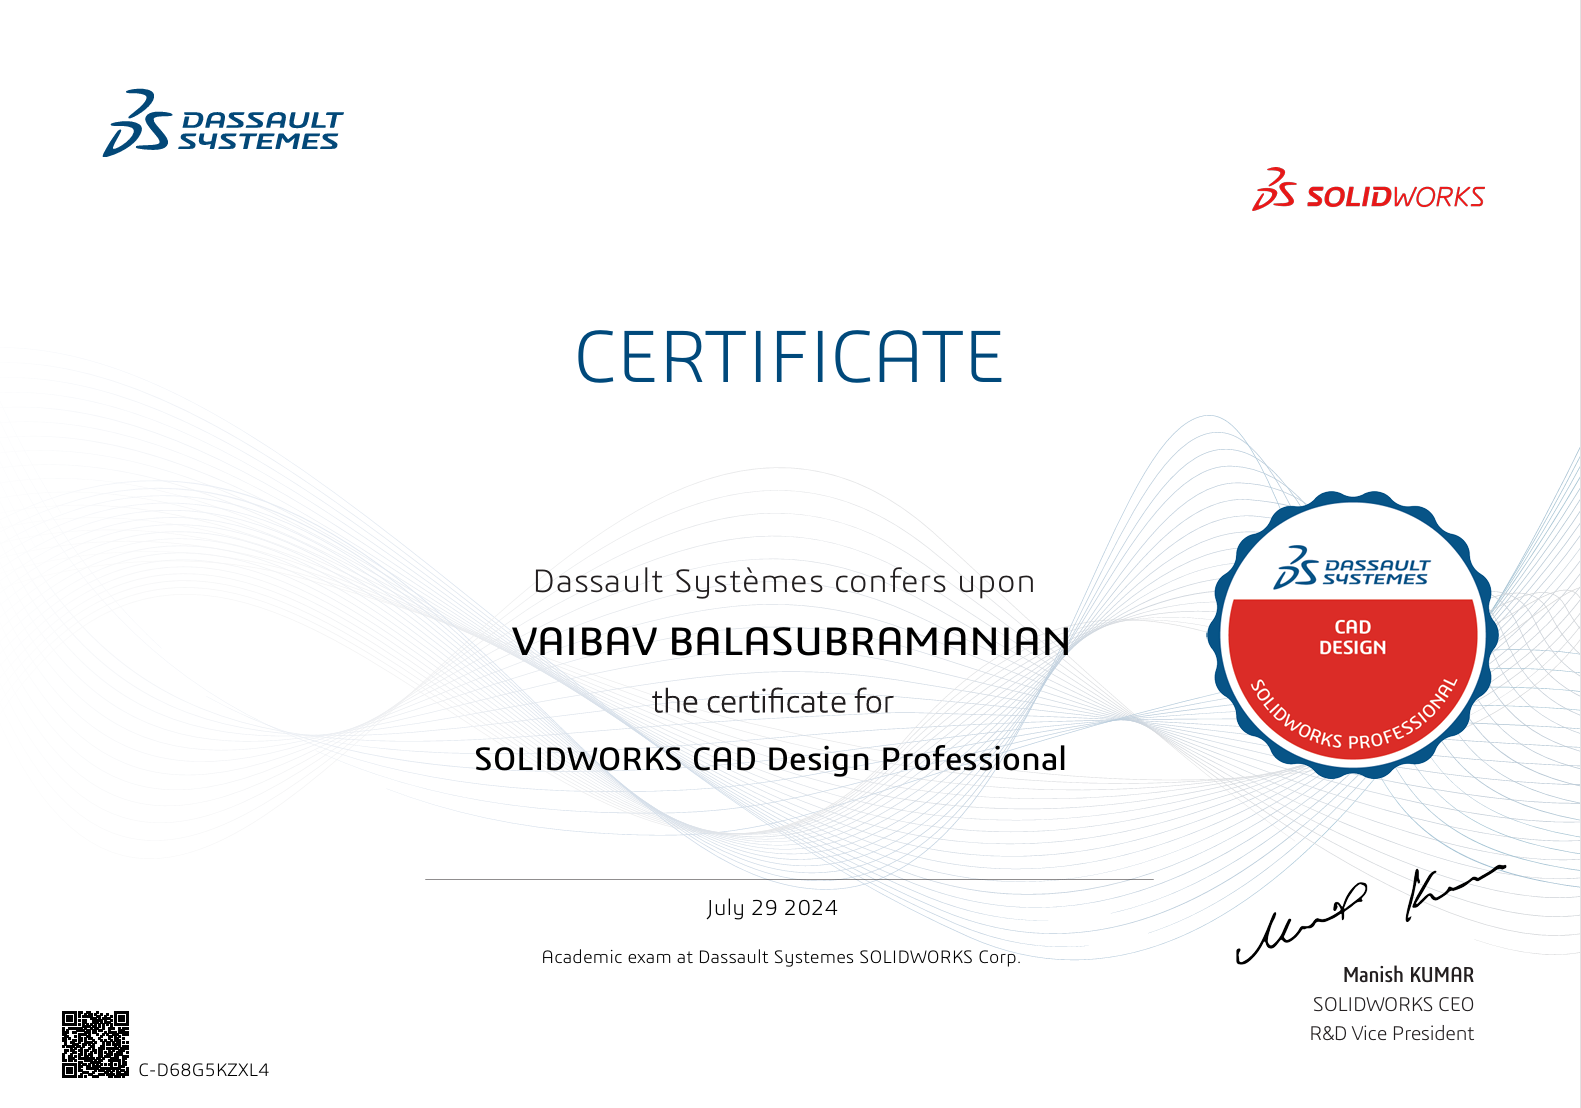 DASSAULT
SYSTEMES
SOLIDWORKS
CERTIFICATE
Dassault Systèmes confers upon
VAIBAV BALASUBRAMANIAN
the certificate for
SOLIDWORKS CAD Design Professional
DASSAULT
SYSTEMES
CAD
DESIGN
SOLIDWORKS PROFESSIONAL
July 29 2024
Academic exam at Dassault Systemes SOLIDWORKS Corp.
Manish KUMAR
SOLIDWORKS CEO
R&D Vice President
C-D68G5KZXL4